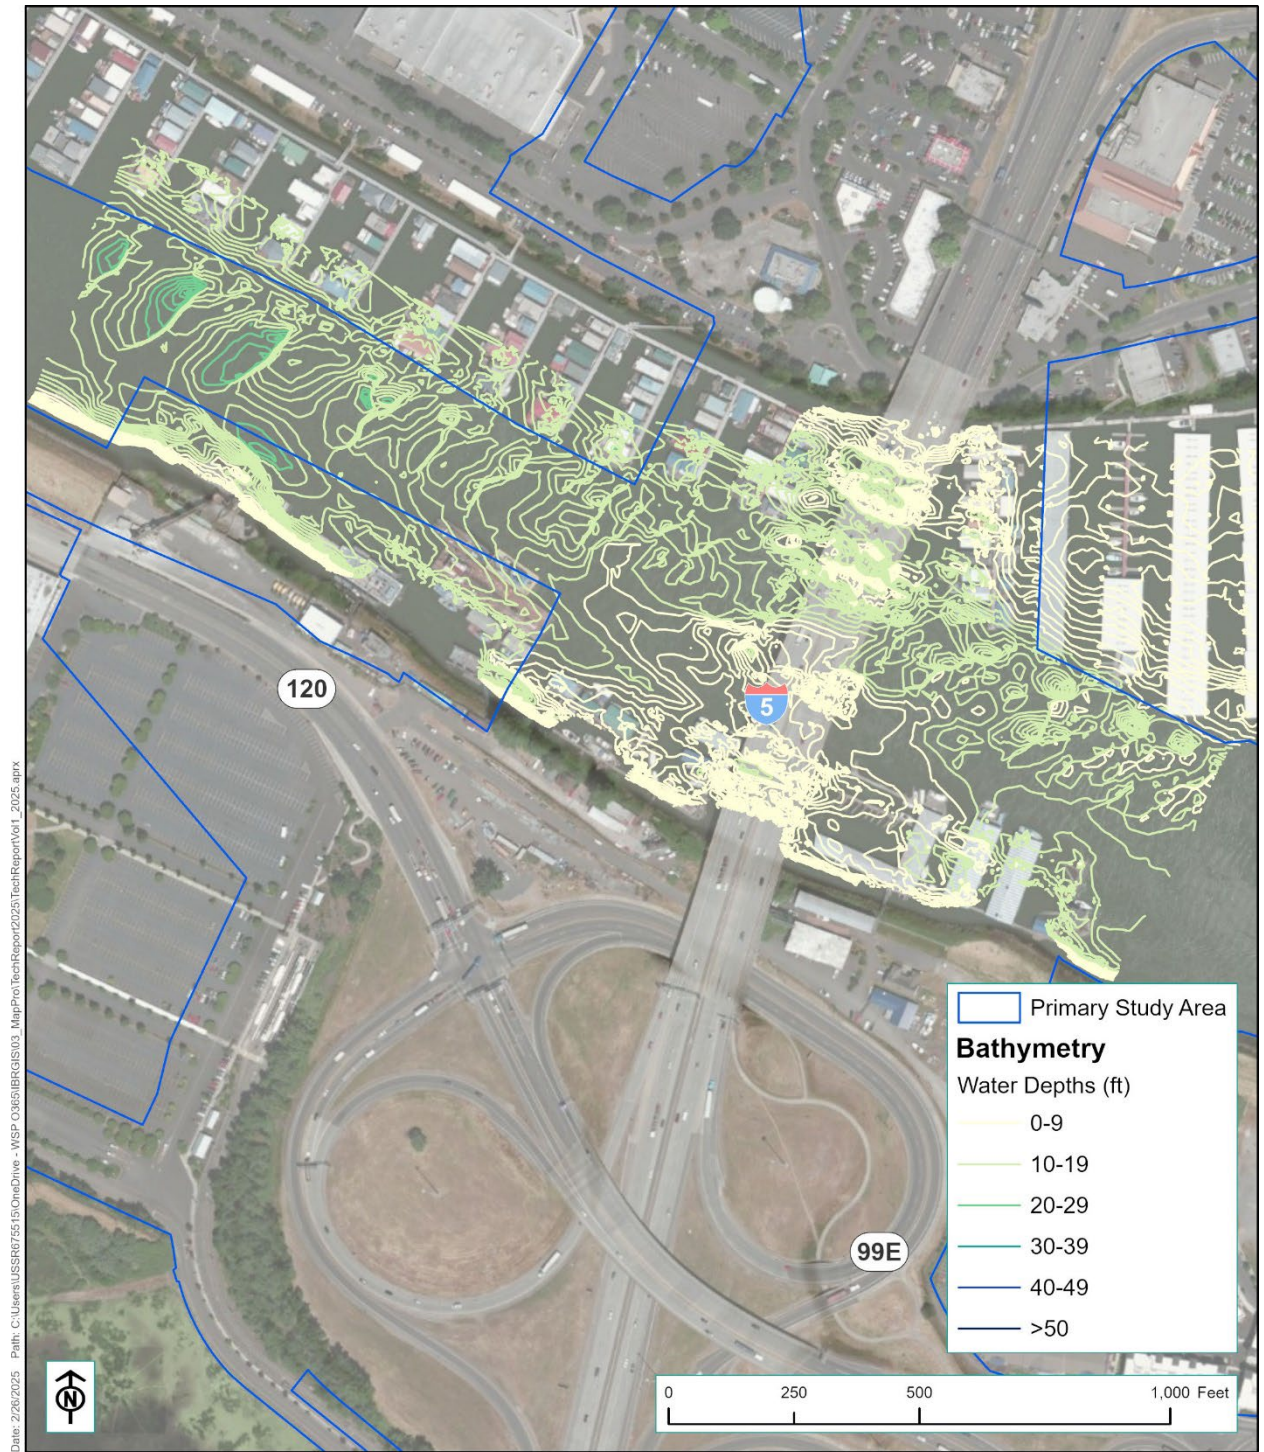 120
5
99E
Primary Study Area
Bathymetry
Water Depths (ft)
0-9
10-19
20-29
30-39
40-49
>50
N
0 250 500 1,000 Feet
Date: 2/26/2025 Path: C:\Users\USSR675515\OneDrive - WSP O365\IBRGIS\03_MapPro\TechReport2025\TechReportVol1_2025.aprx